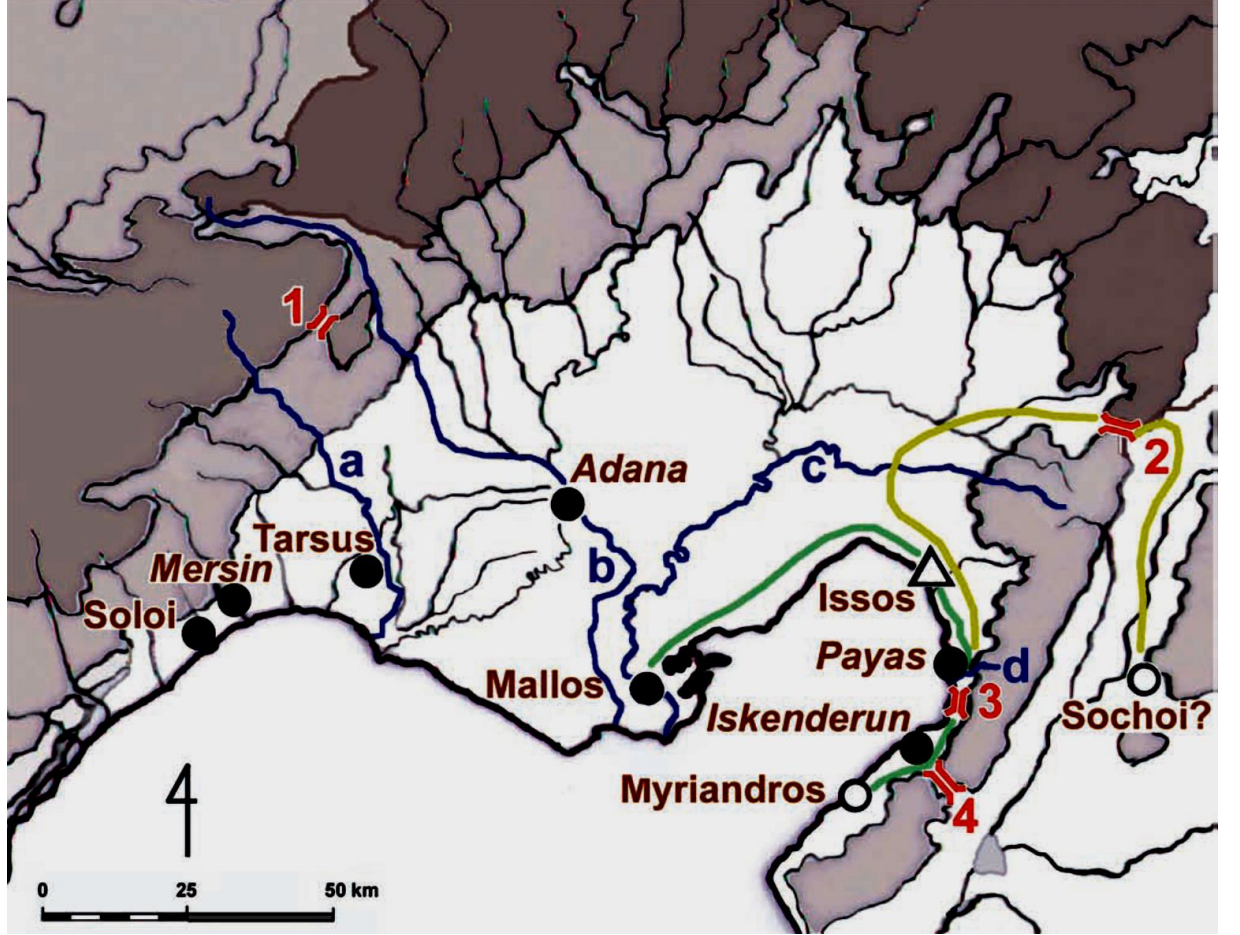 1
2
a
c
Adana
Tarsus
b
Mersin
Issos
Soloi
Payas
d
Mallos
3
Iskenderun
Sochoi?
Myriandros
4
0 25 50 km